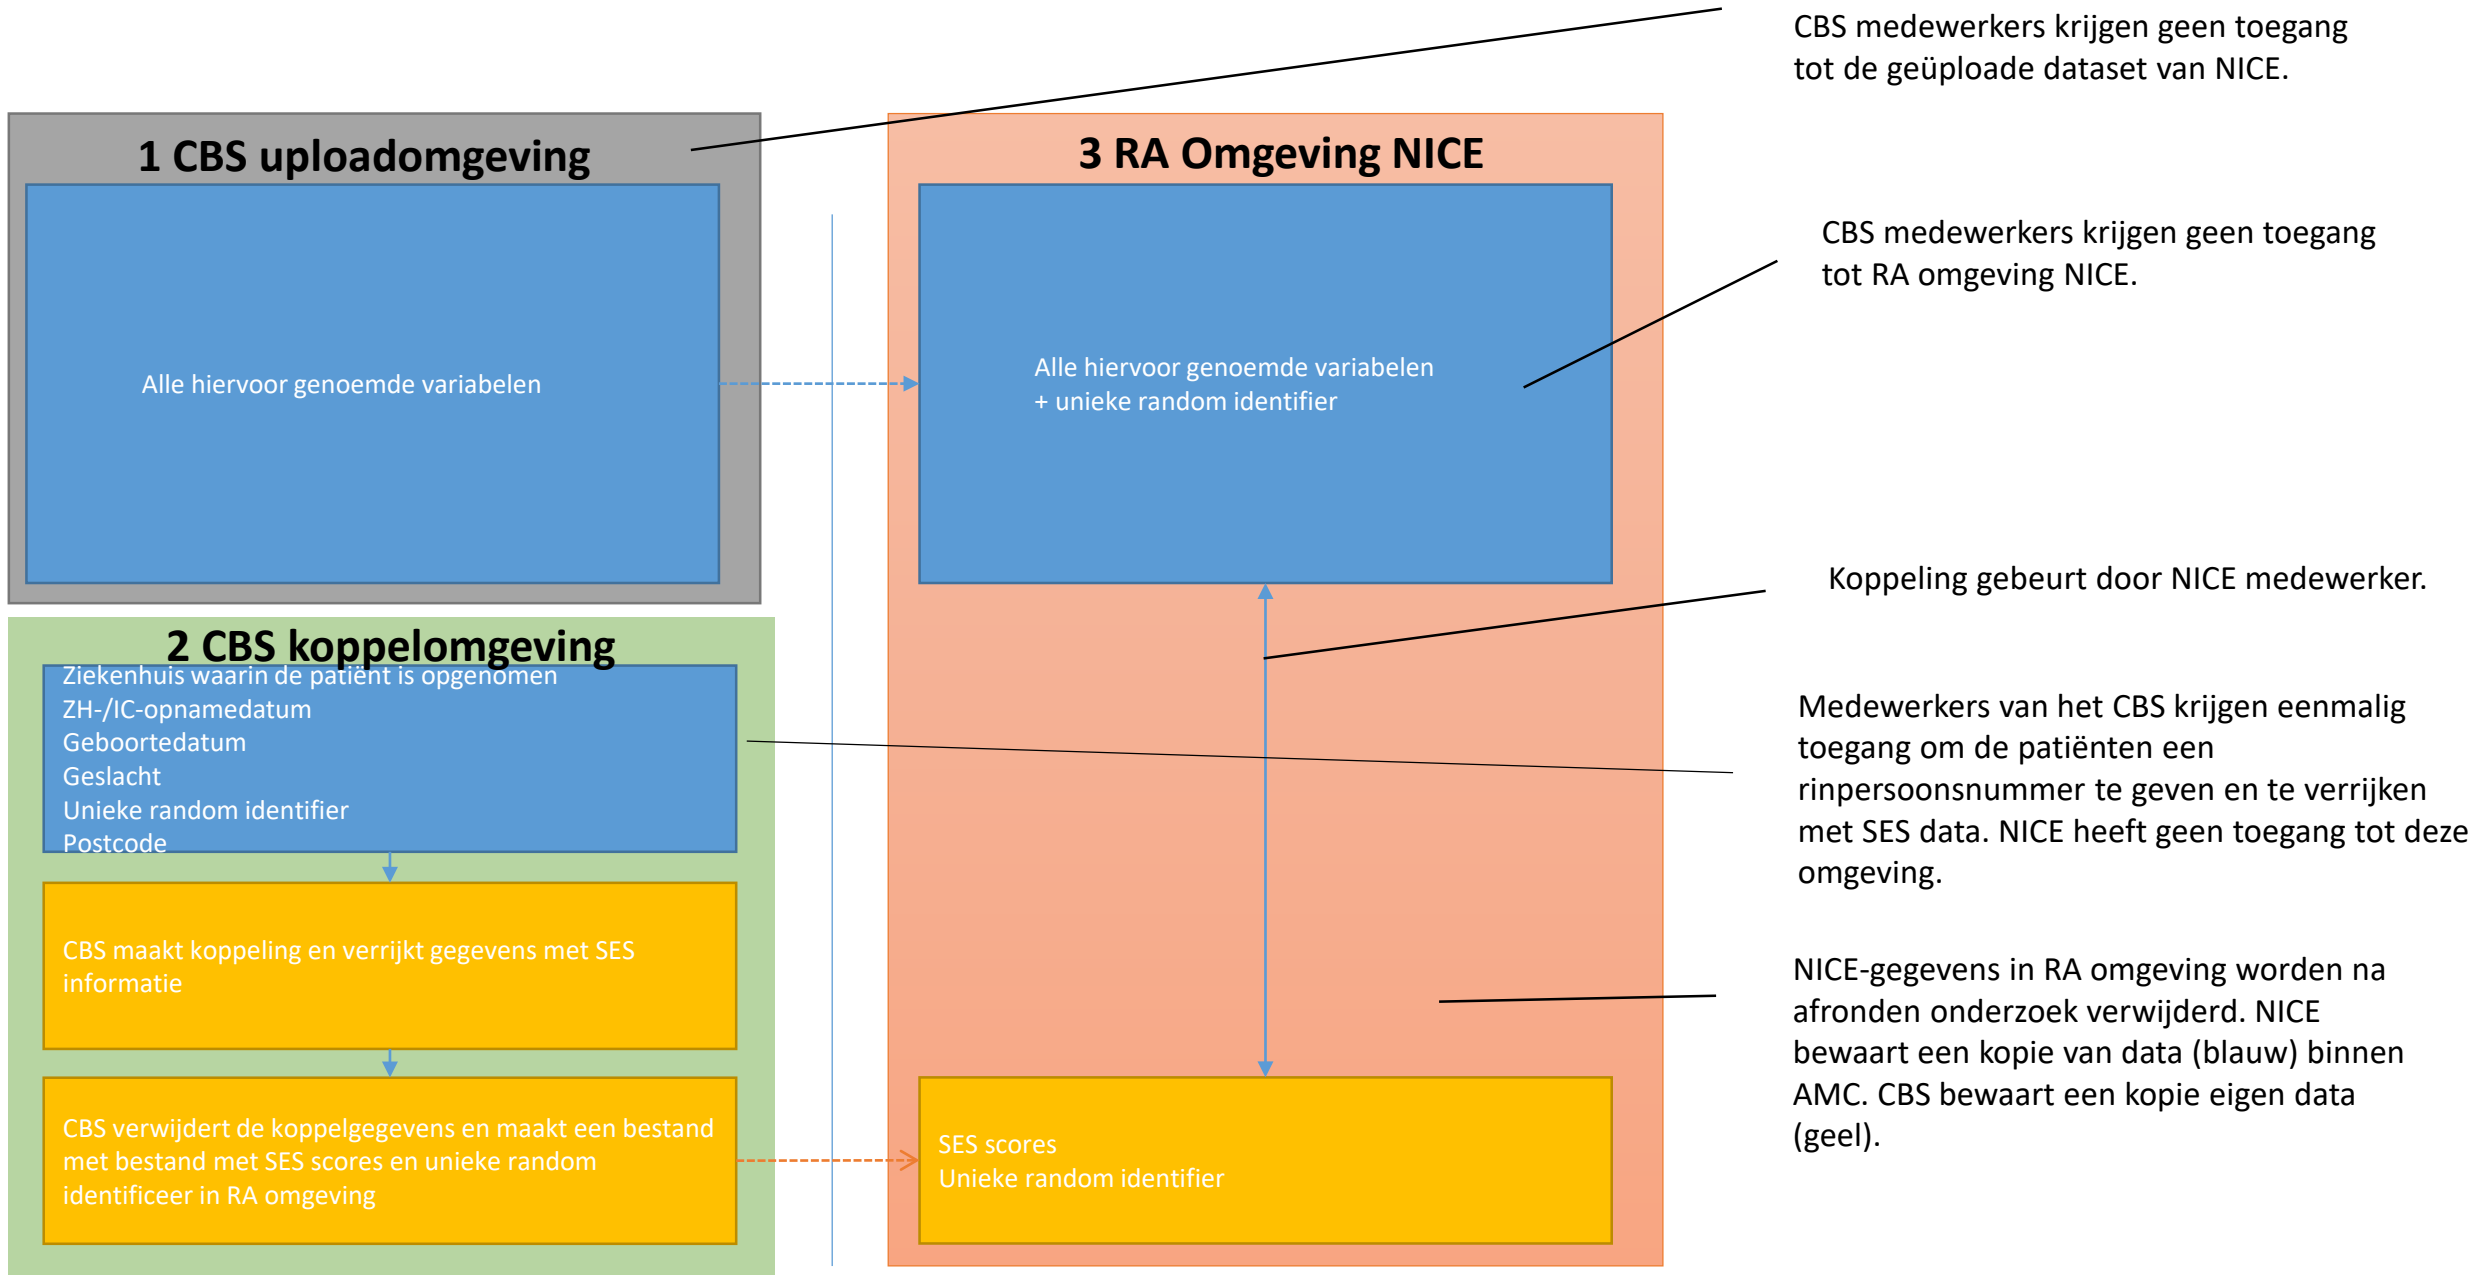 CBS medewerkers krijgen geen toegang
tot de geüploade dataset van NICE.
1 CBS uploadomgeving
Alle hiervoor genoemde variabelen
3 RA Omgeving NICE
Alle hiervoor genoemde variabelen
+ unieke random identifier
CBS medewerkers krijgen geen toegang
tot RA omgeving NICE.
Koppeling gebeurt door NICE medewerker.
2 CBS koppelomgeving
Ziekenhuis waarin de patiënt is opgenomen
ZH-/IC-opnamedatum
Geboortedatum
Geslacht
Unieke random identifier
Postcode
Medewerkers van het CBS krijgen eenmalig
toegang om de patiënten een
rinpersoonsnummer te geven en te verrijken
met SES data. NICE heeft geen toegang tot deze
omgeving.
CBS maakt koppeling en verrijkt gegevens met SES
informatie
NICE-gegevens in RA omgeving worden na
afronden onderzoek verwijderd. NICE
bewaart een kopie van data (blauw) binnen
AMC. CBS bewaart een kopie eigen data
(geel).
CBS verwijdert de koppelgegevens en maakt een bestand
met bestand met SES scores en unieke random
identificeer in RA omgeving
SES scores
Unieke random identifier